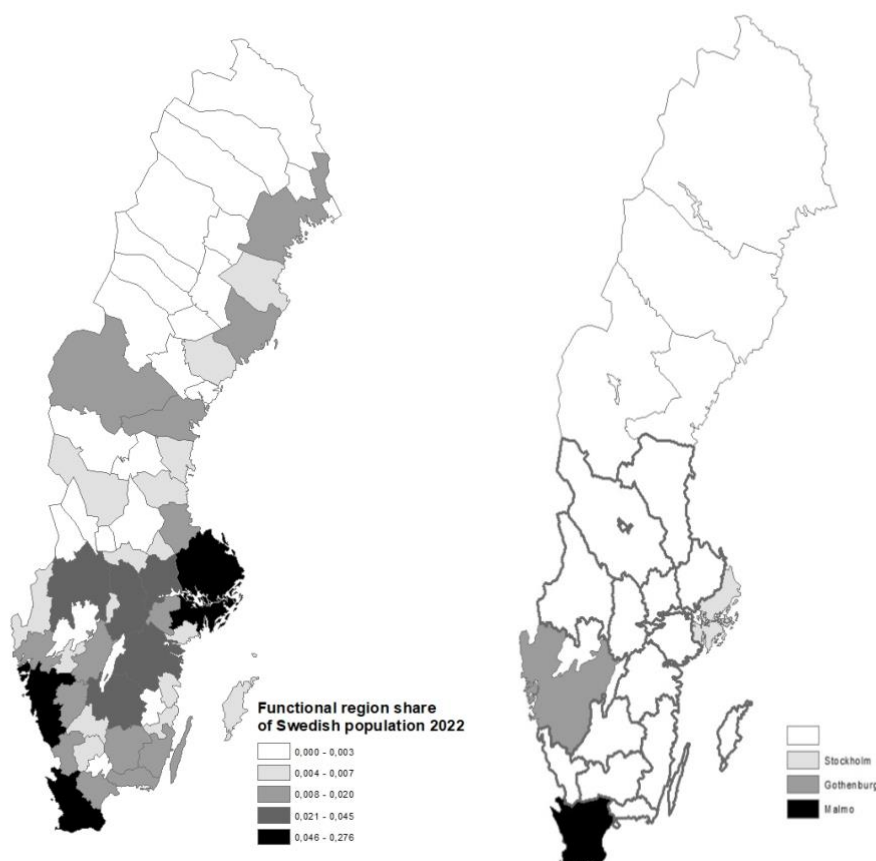 Functional region share
of Swedish population 2022
0,000 - 0,003
0,004 - 0,007
0,008 - 0,020
0,021 - 0,045
0,046 - 0,276
Stockholm
Gothenburg
Malmo